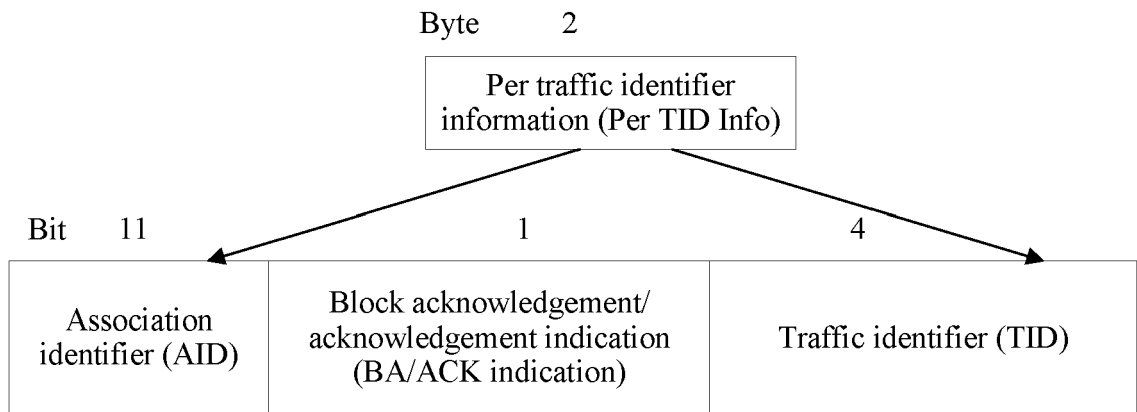 Byte 2
Per traffic identifier
information (Per TID Info)
Bit 11 1 4
Association
identifier (AID)
Block acknowledgement/
acknowledgement indication
(BA/ACK indication)
Traffic identifier (TID)